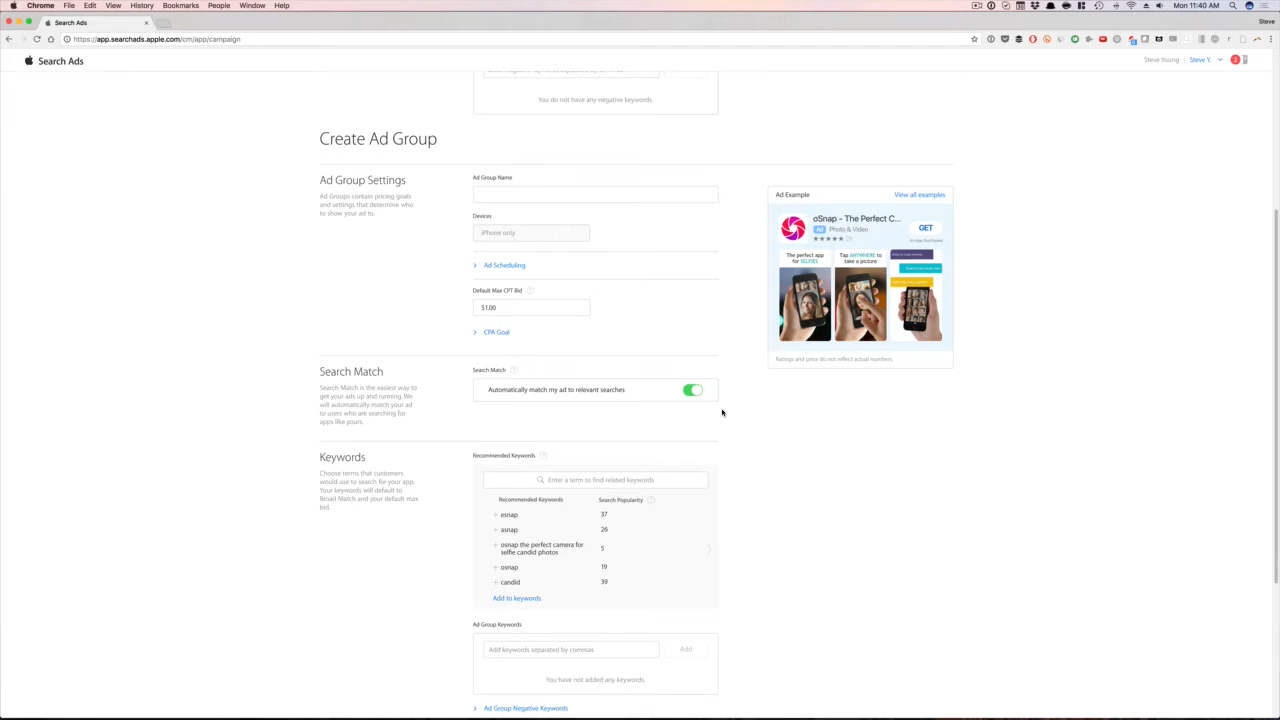 Chrome File Edit View History Bookmarks People Window Help Mon 11:40 AM
Search Ads Steve
https://app.searchads.apple.com/cm/app/campaign
Search Ads Steve Young Steve Y. 2
You do not have any negative keywords.
Create Ad Group
Ad Group Settings
Ad Groups contain pricing goals
and settings that determine who
to show your ad to.
Ad Group Name
Devices
iPhone only
Ad Scheduling
Default Max CPT Bid ?
$1.00
CPA Goal
Ad Example View all examples
oSnap - The Perfect C...
Ad Photo & Video
GET
In-App Purchases
The perfect app
for SELFIES
Tap ANYWHERE to
take a picture
Ratings and price do not reflect actual numbers.
Search Match
Search Match is the easiest way to
get your ads up and running. We
will automatically match your ad
to users who are searching for
apps like yours.
Search Match ?
Automatically match my ad to relevant searches
Keywords
Choose terms that customers
would use to search for your app.
Your keywords will default to
Broad Match and your default max
bid.
Recommended Keywords ?
Enter a term to find related keywords
Recommended Keywords Search Popularity ?
+ esnap 37
+ asnap 26
+ osnap the perfect camera for
selfie candid photos 5
+ osnap 19
+ candid 39
Add to keywords
Ad Group Keywords
Add keywords separated by commas Add
You have not added any keywords.
Ad Group Negative Keywords